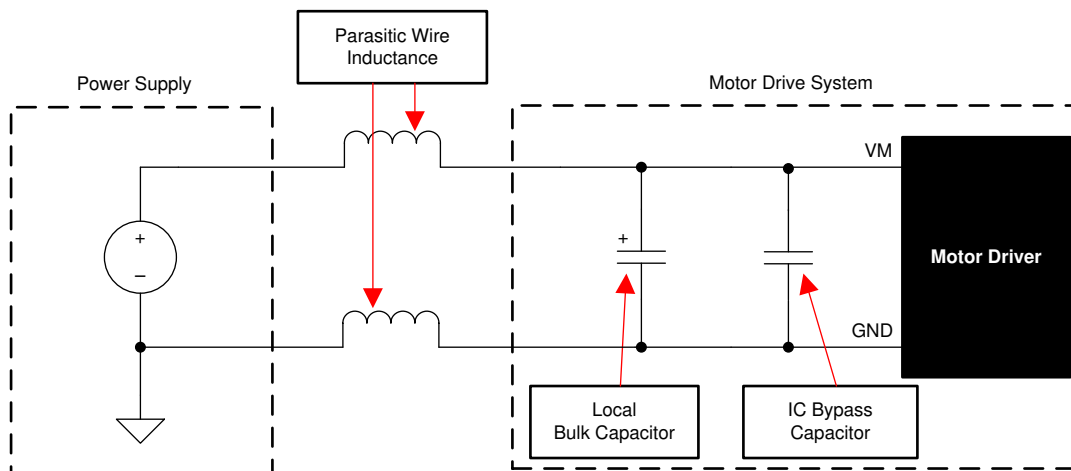 Parasitic Wire
Inductance
Power Supply
Motor Drive System
VM
+
−
+
Motor Driver
GND
Local
Bulk Capacitor
IC Bypass
Capacitor